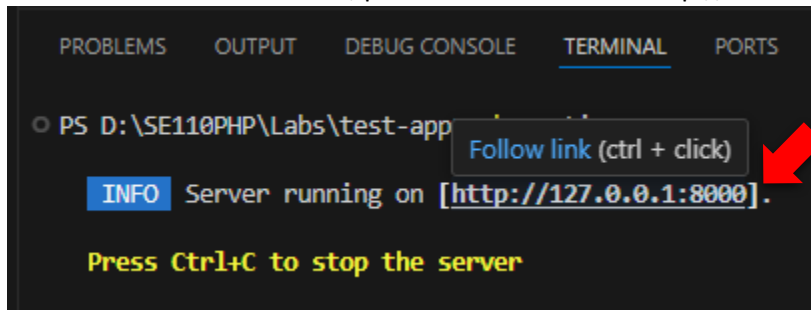 PROBLEMS OUTPUT DEBUG CONSOLE TERMINAL PORTS
PS D:\SE110PHP\Labs\test-app
Follow link (ctrl + click)
INFO Server running on [http://127.0.0.1:8000].
Press Ctrl+C to stop the server